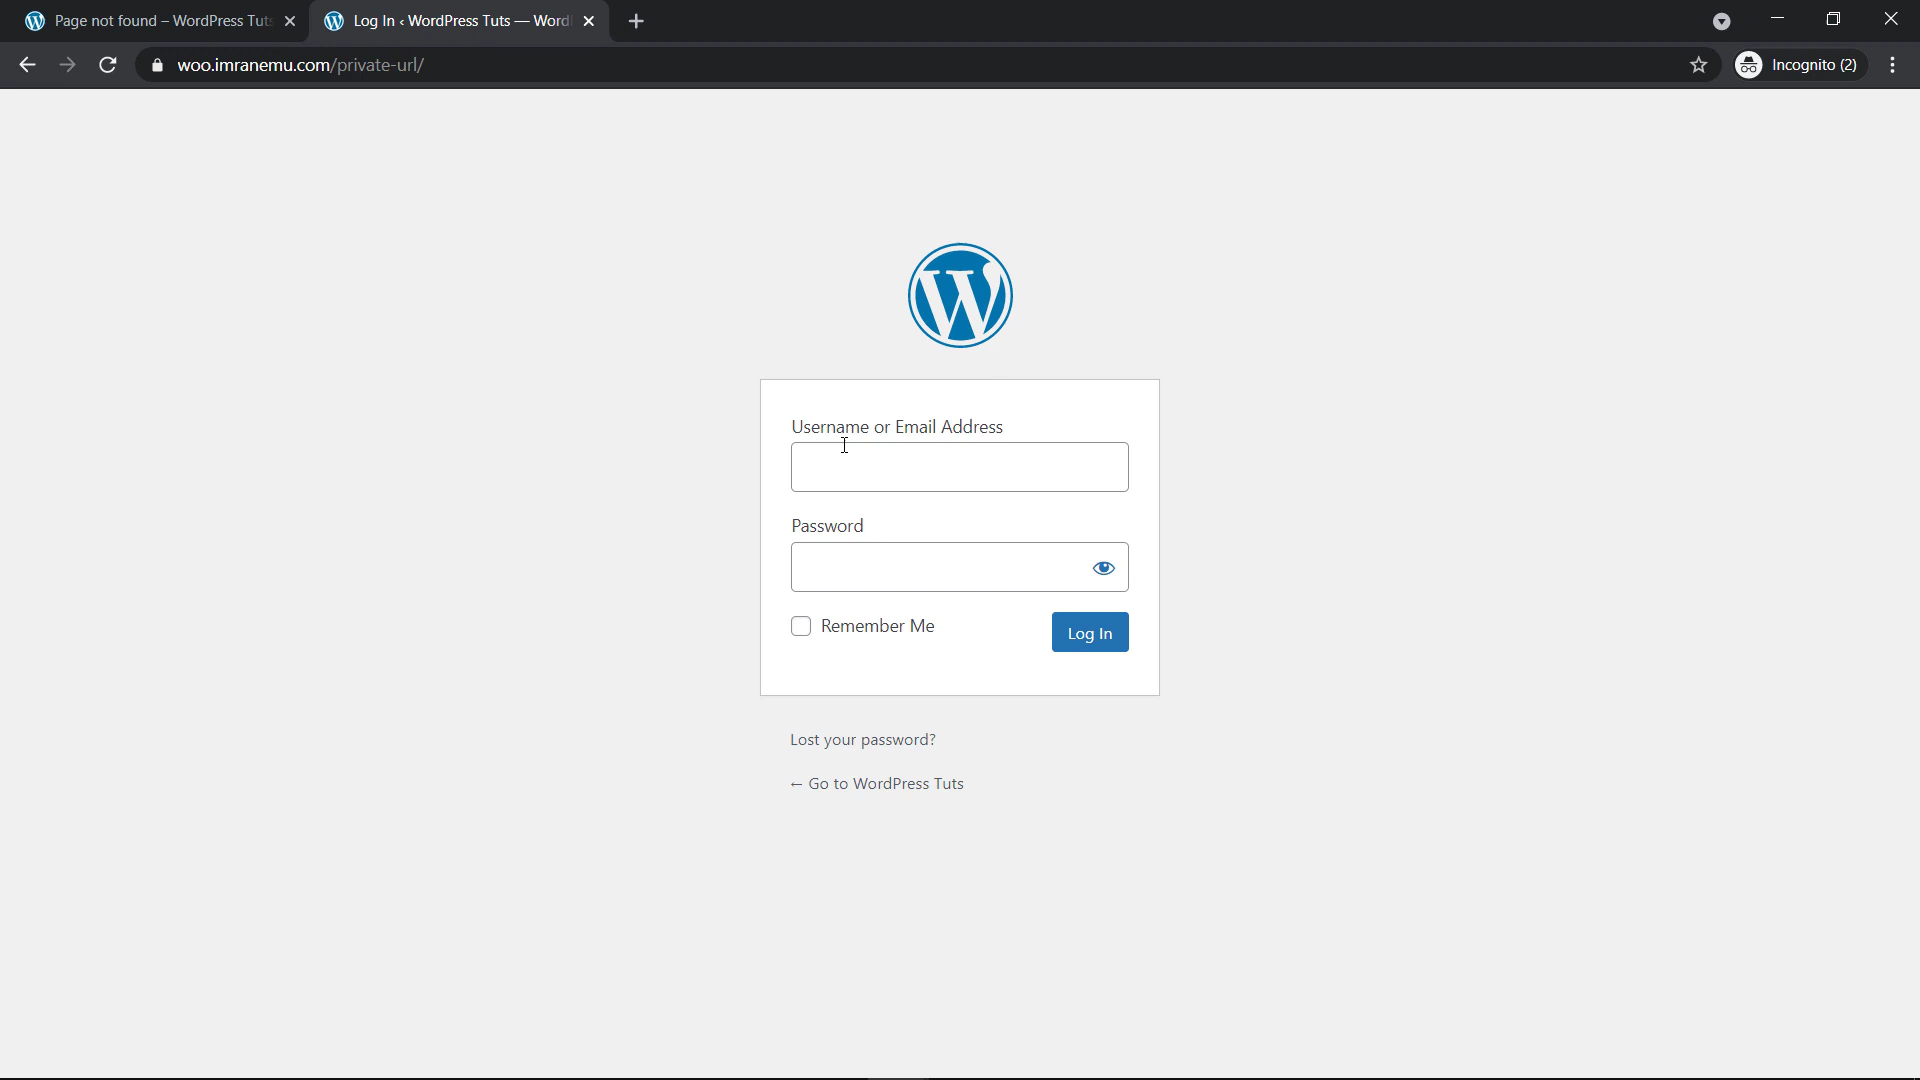 Page not found – WordPress Tuts
Log In ‹ WordPress Tuts — Word
woo.imranemu.com/private-url/
Incognito (2)
Username or Email Address
Password
Remember Me
Log In
Lost your password?
← Go to WordPress Tuts